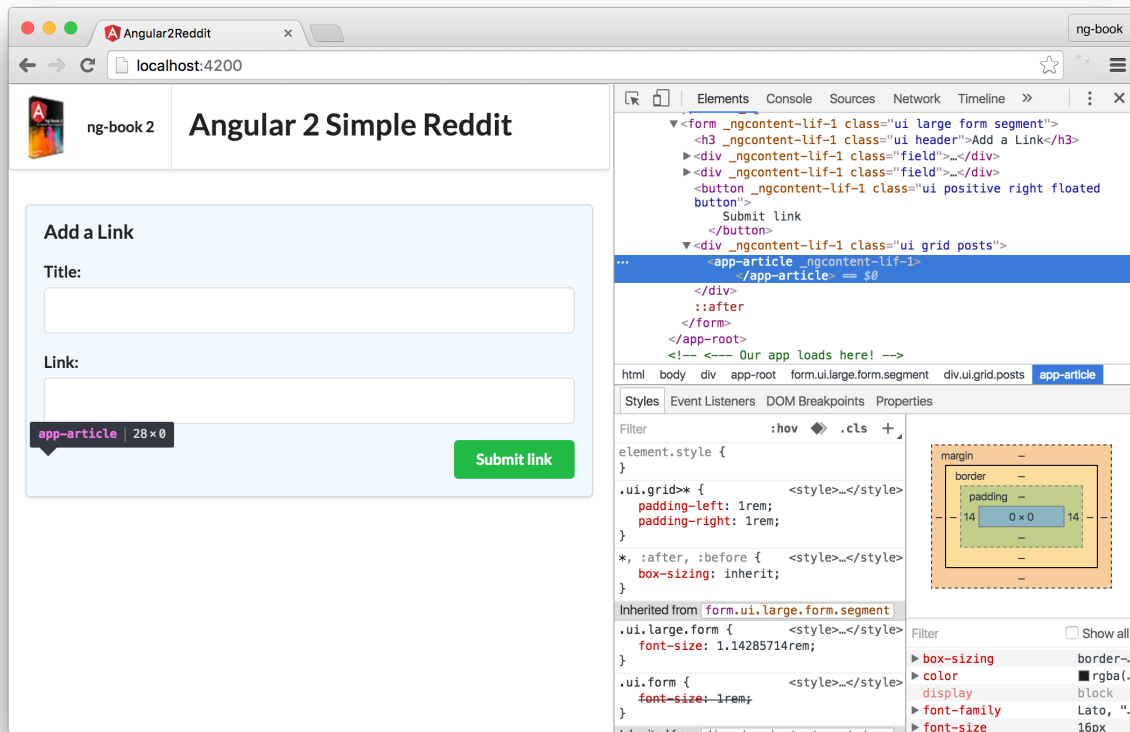 Angular2Reddit
ng-book
localhost:4200
ng-book 2
Angular 2 Simple Reddit
Add a Link
Title:
Link:
app-article | 28×0
Submit link
Elements Console Sources Network Timeline »
▼<form _ngcontent-lif-1 class="ui large form segment">
<h3 _ngcontent-lif-1 class="ui header">Add a Link</h3>
▶<div _ngcontent-lif-1 class="field">…</div>
▶<div _ngcontent-lif-1 class="field">…</div>
<button _ngcontent-lif-1 class="ui positive right floated
button">
Submit link
</button>
▼<div _ngcontent-lif-1 class="ui grid posts">
… <app-article _ngcontent-lif-1>
</app-article> == $0
</div>
::after
</form>
</app-root>
<!-- <--- Our app loads here! -->
html body div app-root form.ui.large.form.segment div.ui.grid.posts app-article
Styles Event Listeners DOM Breakpoints Properties
Filter :hov .cls +
element.style {
}
.ui.grid>* { <style>…</style>
padding-left: 1rem;
padding-right: 1rem;
}
*, :after, :before { <style>…</style>
box-sizing: inherit;
}
Inherited from form.ui.large.form.segment
.ui.large.form { <style>…</style>
font-size: 1.14285714rem;
}
.ui.form { <style>…</style>
font-size: 1rem;
}
margin –
border –
padding –
– – 14 0 × 0 14 – –
–
–
–
Filter Show all
▶ box-sizing border-…
▶ color rgba(…
display block
▶ font-family Lato, "…
▶ font-size 16px